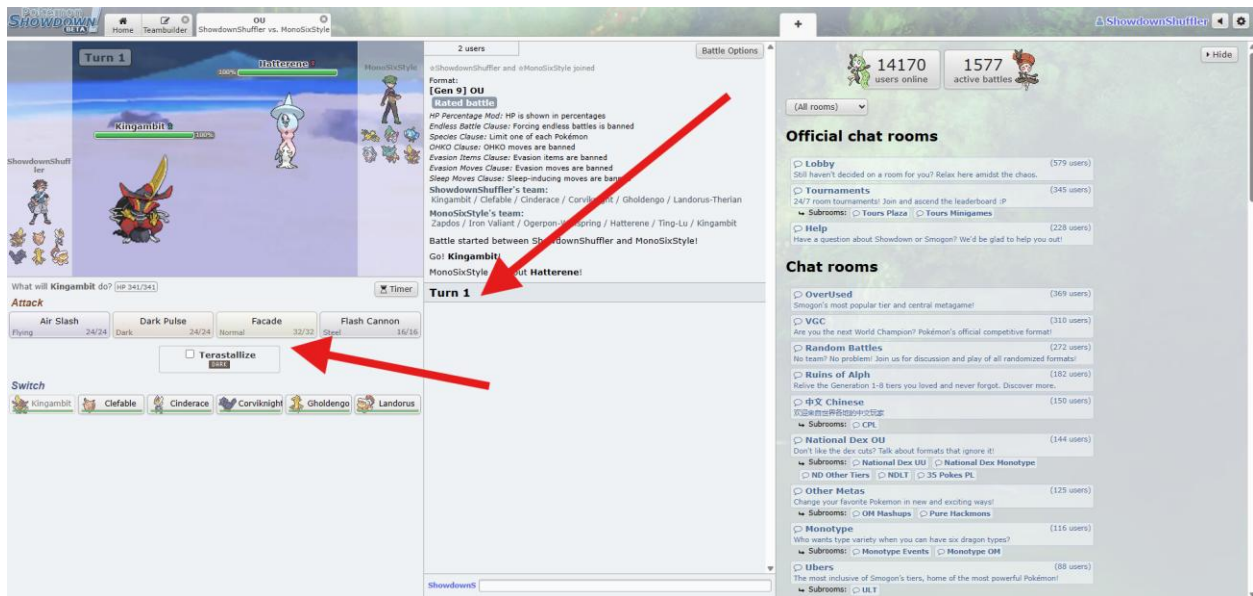 Pokémon
SHOWDOWN!
BETA
Home
Teambuilder
OU
ShowdownShuffler vs. MonoSixStyle
+
ShowdownShuffler
Turn 1
Hatterene
100%
MonoSixStyle
Kingambit
100%
ShowdownShuff
ler
What will Kingambit do? HP 341/341
Timer
Attack
Air Slash
Flying 24/24
Dark Pulse
Dark 24/24
Facade
Normal 32/32
Flash Cannon
Steel 16/16
Terastallize
DARK
Switch
Kingambit
Clefable
Cinderace
Corviknight
Gholdengo
Landorus
2 users
Battle Options
☆ShowdownShuffler and ☆MonoSixStyle joined
Format:
[Gen 9] OU
Rated battle
HP Percentage Mod: HP is shown in percentages
Endless Battle Clause: Forcing endless battles is banned
Species Clause: Limit one of each Pokémon
OHKO Clause: OHKO moves are banned
Evasion Items Clause: Evasion items are banned
Evasion Moves Clause: Evasion moves are banned
Sleep Moves Clause: Sleep-inducing moves are
ShowdownShuffler's team:
Kingambit / Clefable / Cinderace / / Gholdengo / Landorus-Therian
MonoSixStyle's team:
Zapdos / Iron Valiant / / Hatterene / Ting-Lu / Kingambit
Battle started between and MonoSixStyle!
Go! Kingambit!
MonoSixStyle Hatterene!
Turn 1
ShowdownS
14170
users online
1577
active battles
Hide
(All rooms)
Official chat rooms
Lobby (579 users)
Still haven't decided on a room for you? Relax here amidst the chaos.
Tournaments (345 users)
24/7 room tournaments! Join and ascend the leaderboard :P
Subrooms: Tours Plaza Tours Minigames
Help (228 users)
Have a question about Showdown or Smogon? We'd be glad to help you out!
Chat rooms
OverUsed (369 users)
Smogon's most popular tier and central metagame!
VGC (310 users)
Are you the next World Champion? Pokémon's official competitive format!
Random Battles (272 users)
No team? No problem! Join us for discussion and play of all randomized formats!
Ruins of Alph (182 users)
Relive the Generation 1-8 tiers you loved and never forgot. Discover more.
中文 Chinese (150 users)
欢迎来自世界各地的中文玩家
Subrooms: CPL
National Dex OU (144 users)
Don't like the dex cuts? Talk about formats that ignore it!
Subrooms: National Dex UU National Dex Monotype
ND Other Tiers NDLT 35 Pokes PL
Other Metas (125 users)
Change your favorite Pokemon in new and exciting ways!
Subrooms: OM Mashups Pure Hackmons
Monotype (116 users)
Who wants type variety when you can have six dragon types?
Subrooms: Monotype Events Monotype OM
Ubers (88 users)
The most inclusive of Smogon's tiers, home of the most powerful Pokémon!
Subrooms: ULT